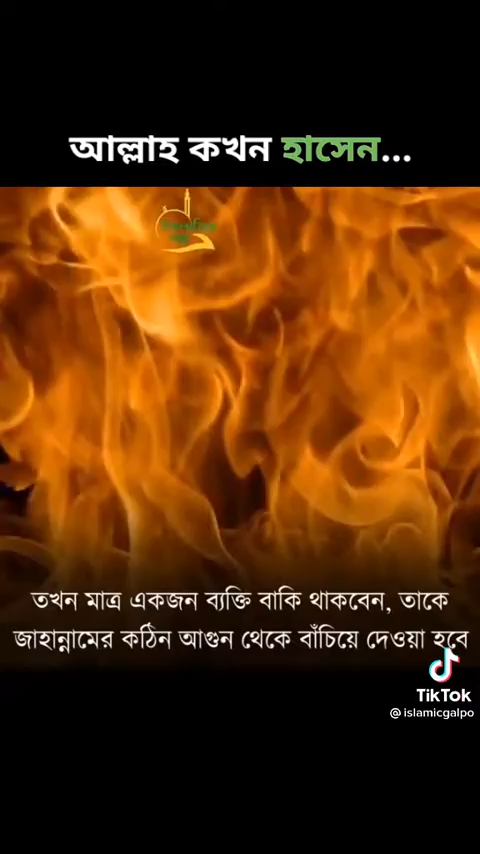 আল্লাহ কখন হাসেন...
তখন মাত্র একজন ব্যক্তি বাকি থাকবেন, তাকে
জাহান্নামের কঠিন আগুন থেকে বাঁচিয়ে দেওয়া হবে
TikTok
@islamicgalpo